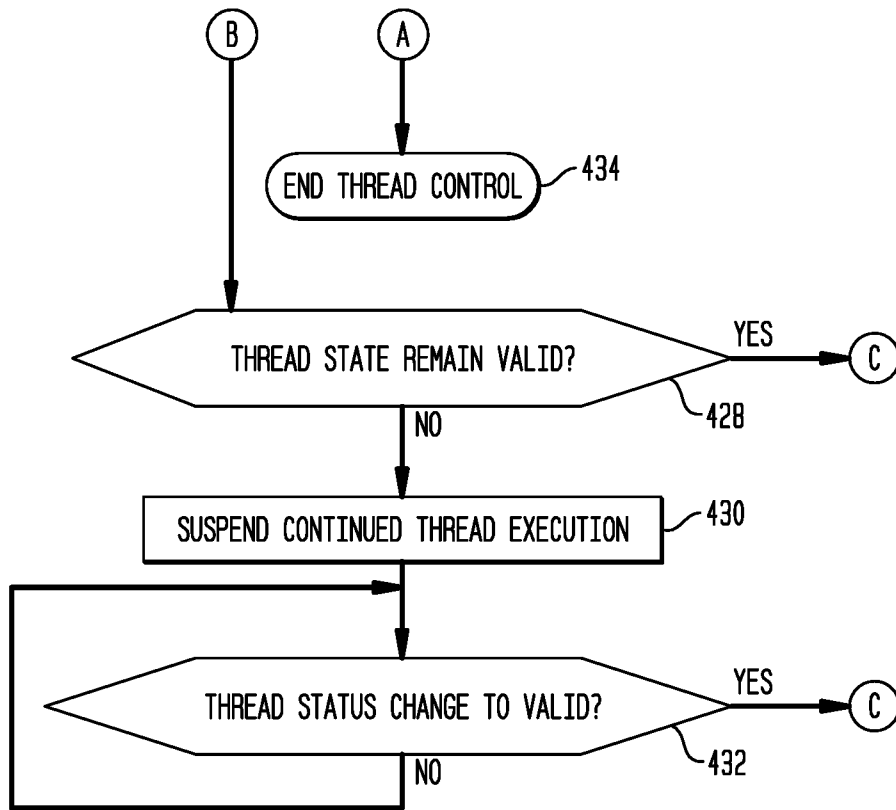 B
A
END THREAD CONTROL
434
THREAD STATE REMAIN VALID?
YES
C
428
NO
SUSPEND CONTINUED THREAD EXECUTION
430
THREAD STATUS CHANGE TO VALID?
YES
C
432
NO